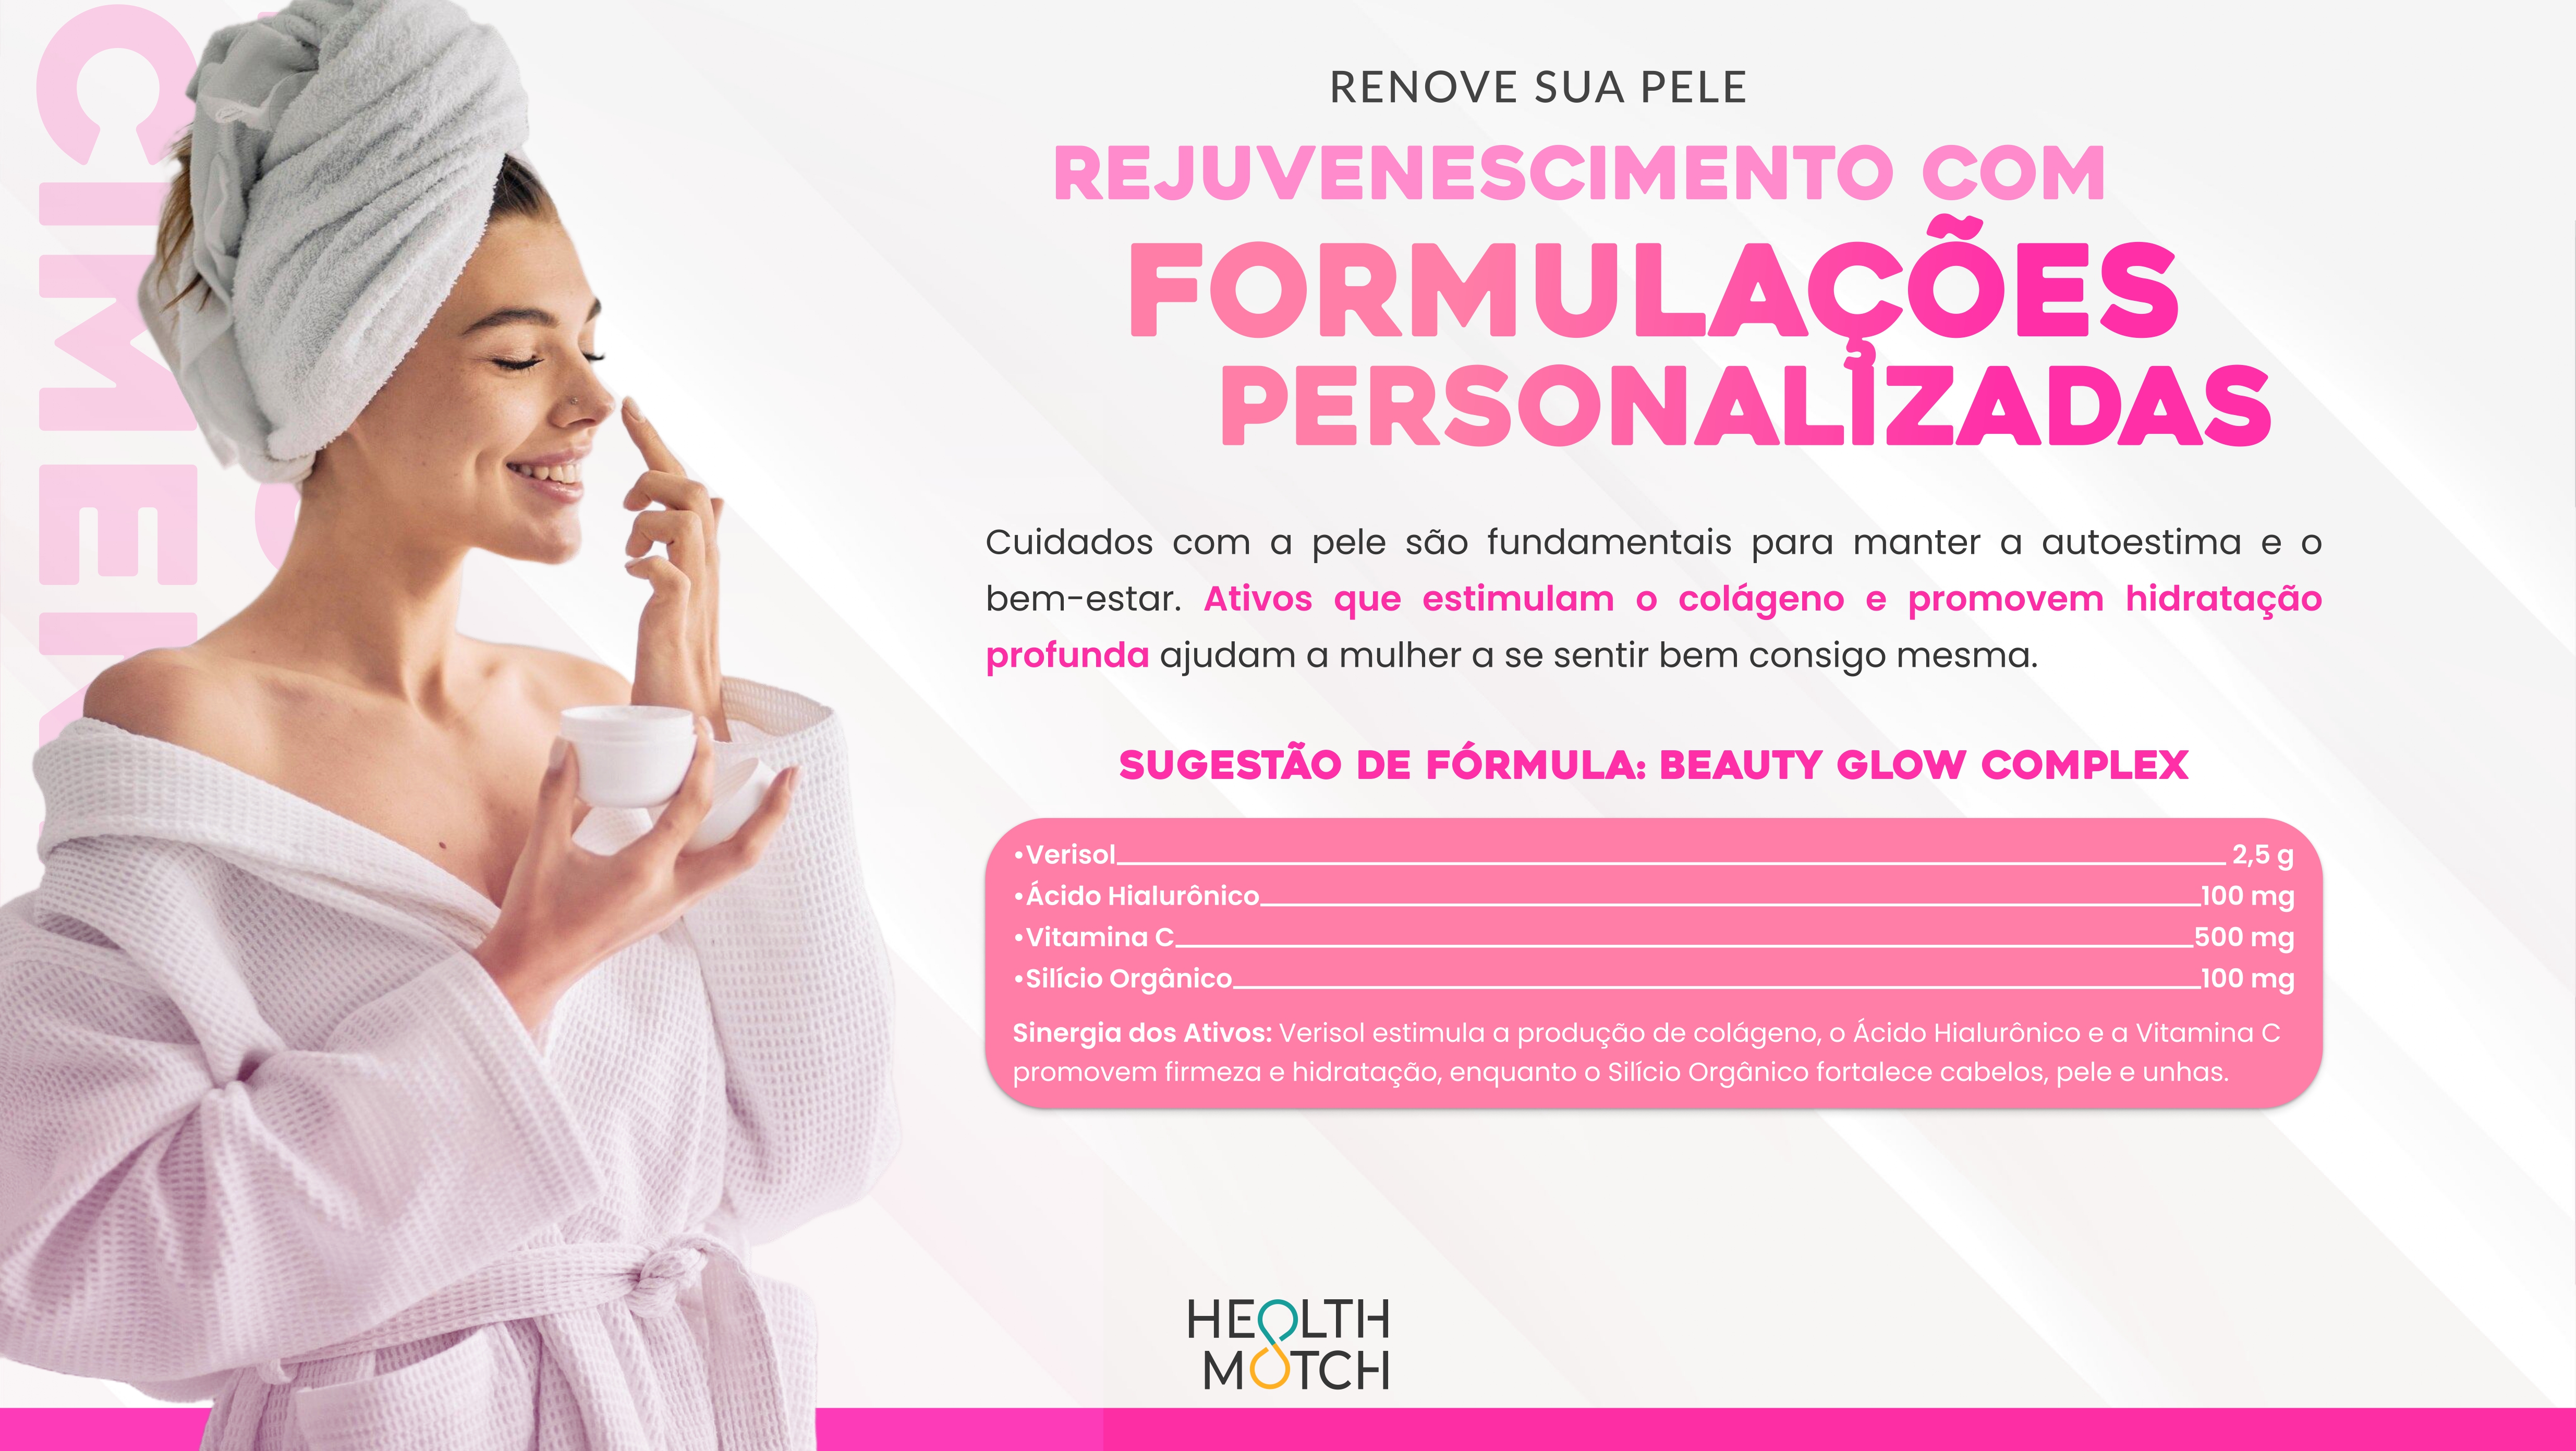 CIMEN
RENOVE SUA PELE
REJUVENESCIMENTO COM
FORMULAÇÕES
PERSONALIZADAS
Cuidados com a pele são fundamentais para manter a autoestima e o
bem-estar. Ativos que estimulam o colágeno e promovem hidratação
profunda ajudam a mulher a se sentir bem consigo mesma.
SUGESTÃO DE FÓRMULA: BEAUTY GLOW COMPLEX
•Verisol 2,5 g
•Ácido Hialurônico 100 mg
•Vitamina C 500 mg
•Silício Orgânico 100 mg
Sinergia dos Ativos: Verisol estimula a produção de colágeno, o Ácido Hialurônico e a Vitamina C
promovem firmeza e hidratação, enquanto o Silício Orgânico fortalece cabelos, pele e unhas.
HEALTH
MATCH